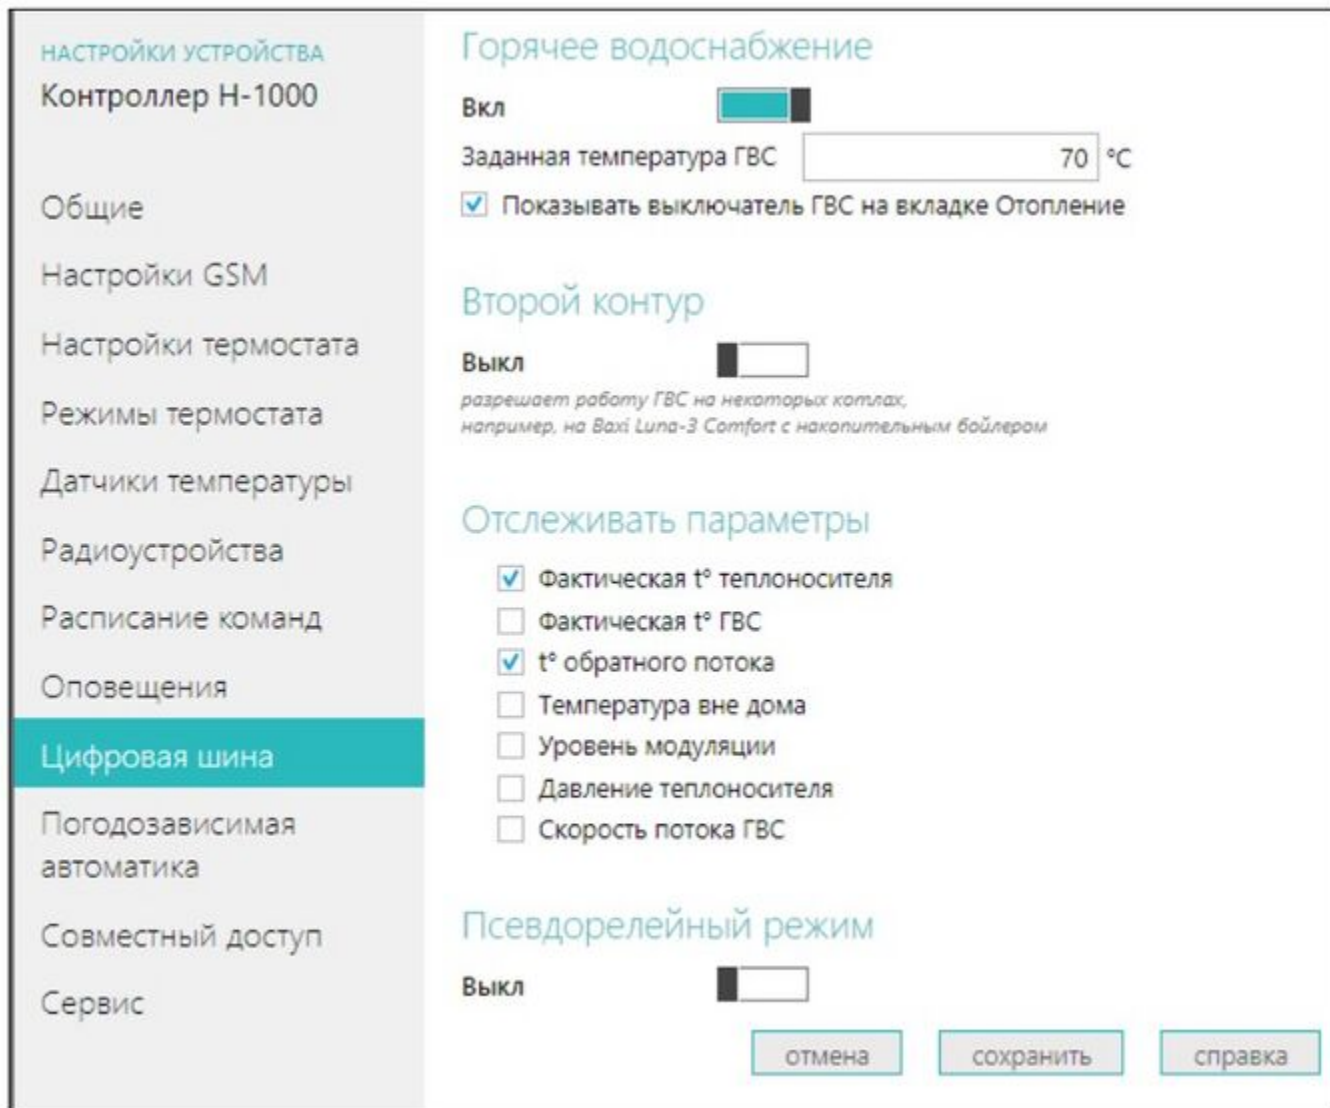 НАСТРОЙКИ УСТРОЙСТВА
Контроллер H-1000
Общие
Настройки GSM
Настройки термостата
Режимы термостата
Датчики температуры
Радиоустройства
Расписание команд
Оповещения
Цифровая шина
Погодозависимая
автоматика
Совместный доступ
Сервис
Горячее водоснабжение
Вкл
Заданная температура ГВС 70 °C
Показывать выключатель ГВС на вкладке Отопление
Второй контур
Выкл
разрешает работу ГВС на некоторых котлах,
например, на Baxi Luna-3 Comfort с накопительным бойлером
Отслеживать параметры
Фактическая t° теплоносителя
Фактическая t° ГВС
t° обратного потока
Температура вне дома
Уровень модуляции
Давление теплоносителя
Скорость потока ГВС
Псевдорелейный режим
Выкл
отмена сохранить справка